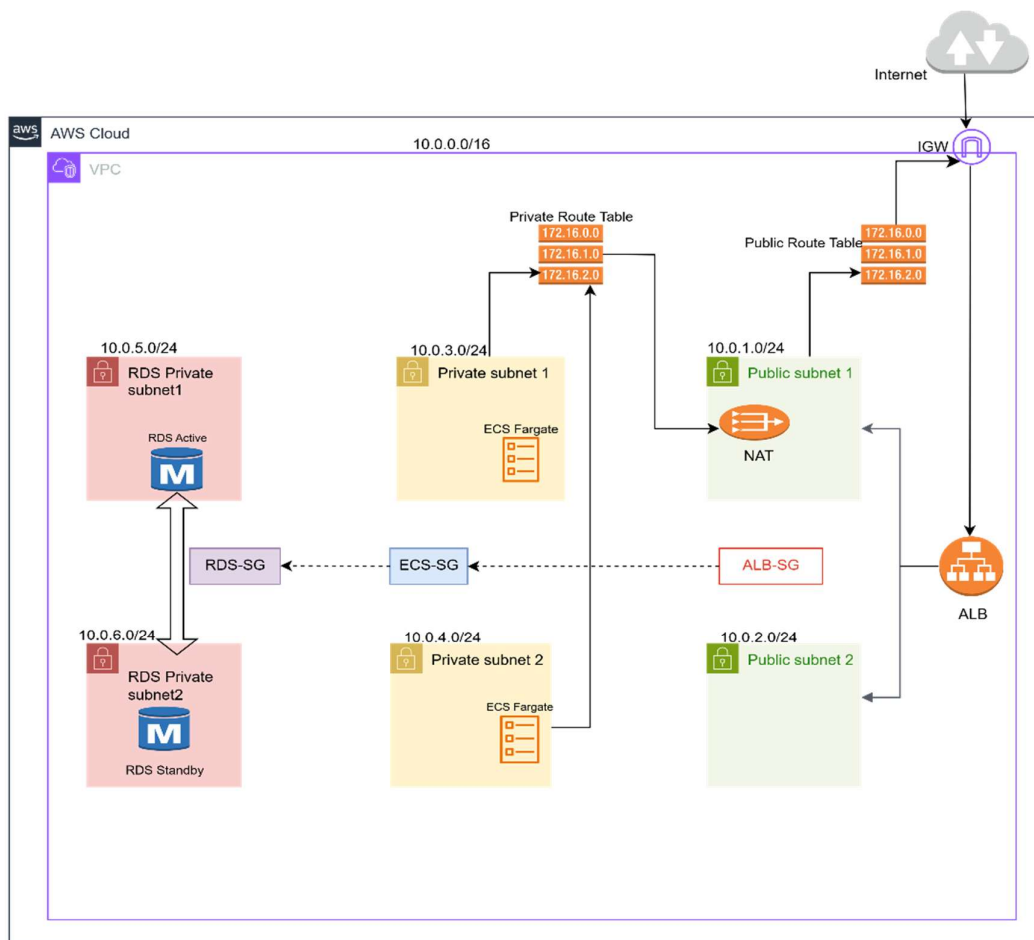 Internet
aws
AWS Cloud
10.0.0.0/16
IGW
VPC
Private Route Table
172.16.0.0
172.16.1.0
172.16.2.0
Public Route Table
172.16.0.0
172.16.1.0
172.16.2.0
10.0.5.0/24
RDS Private
subnet1
RDS Active
M
10.0.3.0/24
Private subnet 1
ECS Fargate
10.0.1.0/24
Public subnet 1
NAT
RDS-SG
ECS-SG
ALB-SG
ALB
10.0.6.0/24
RDS Private
subnet2
M
RDS Standby
10.0.4.0/24
Private subnet 2
ECS Fargate
10.0.2.0/24
Public subnet 2